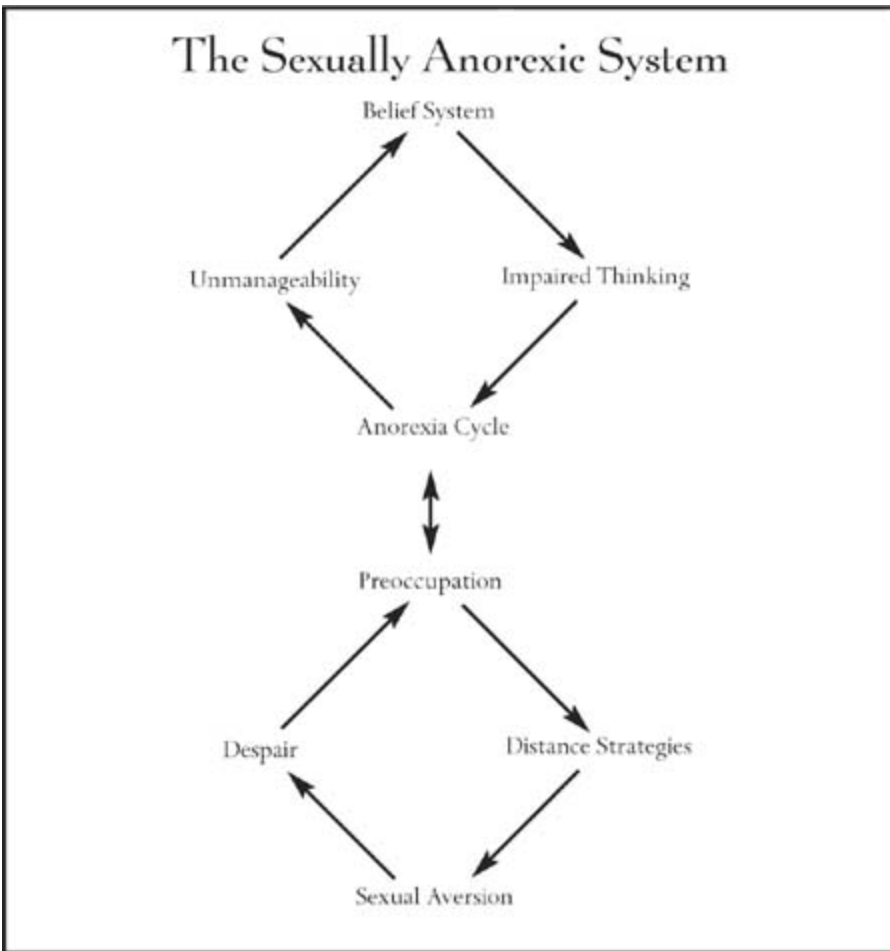 The Sexually Anorexic System
Belief System
Unmanageability
Impaired Thinking
Anorexia Cycle
Preoccupation
Despair
Distance Strategies
Sexual Aversion